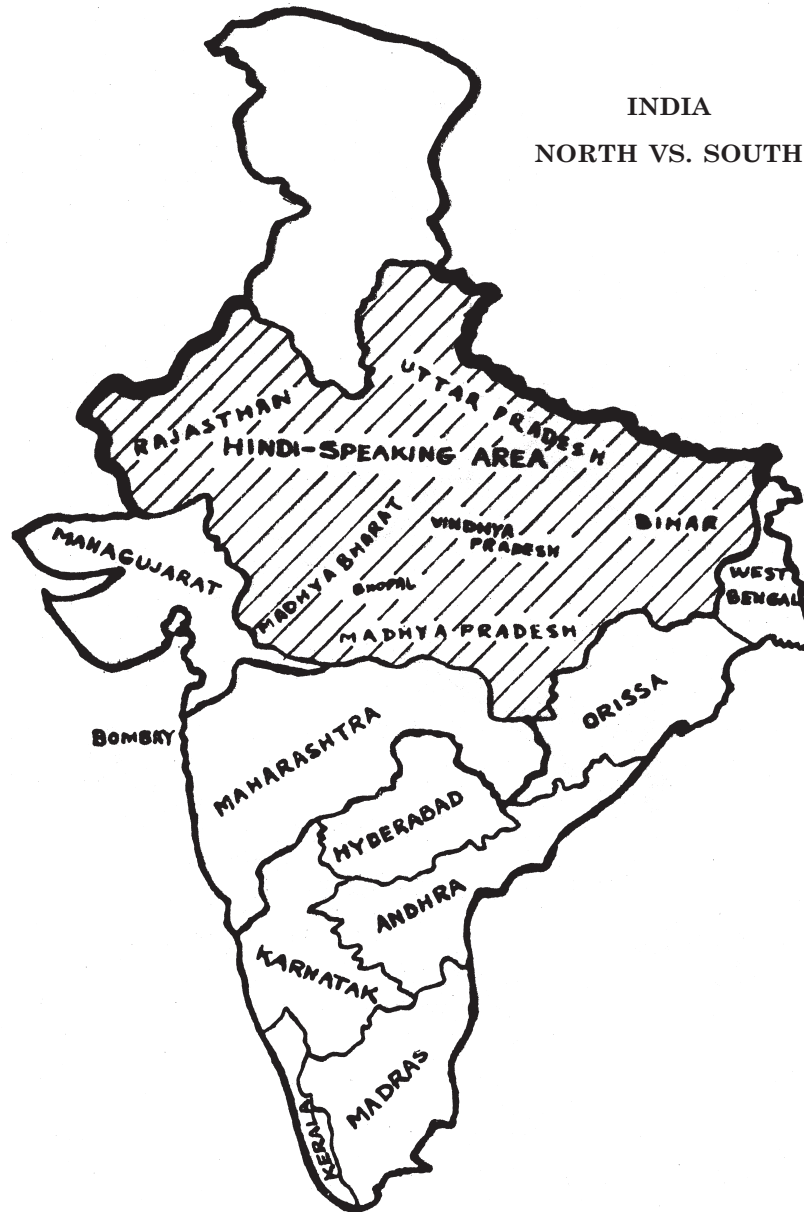 INDIA
NORTH VS. SOUTH
UTTAR PRADESH
RAJASTHAN
HINDI-SPEAKING AREA
MAHAGUJARAT
MADHYA BHARAT
VINDHYA
PRADESH
BIHAR
BHOPAL
WEST
BENGAL
MADHYA PRADESH
ORISSA
BOMBAY
MAHARASHTRA
HYDERABAD
ANDHRA
KARNATAK
MADRAS
KERALA